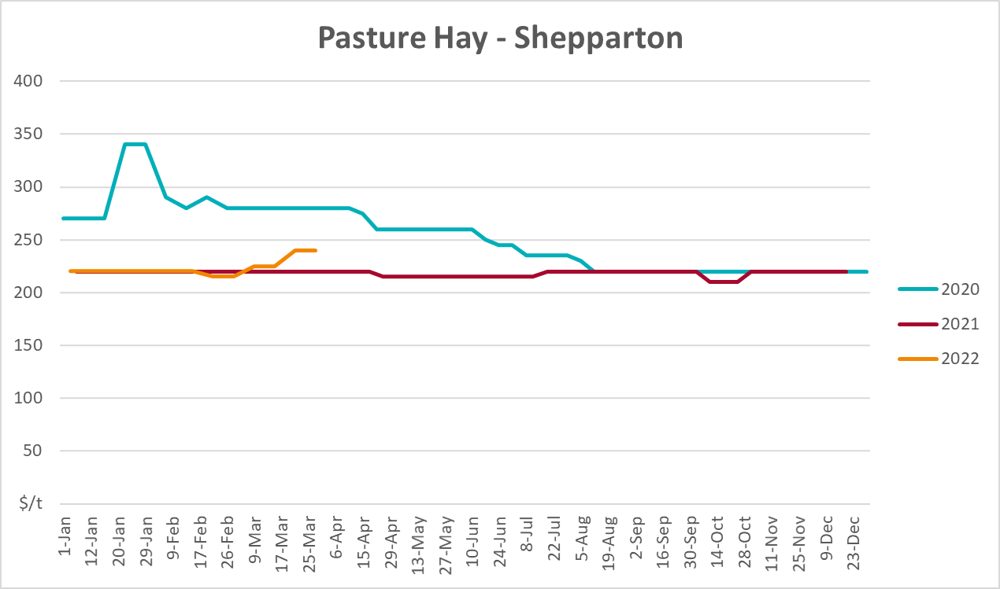 Pasture Hay - Shepparton
400
350
300
250
200
150
100
50
$/t
1-Jan
12-Jan
20-Jan
29-Jan
9-Feb
17-Feb
26-Feb
9-Mar
17-Mar
25-Mar
6-Apr
15-Apr
29-Apr
13-May
27-May
10-Jun
24-Jun
8-Jul
22-Jul
5-Aug
19-Aug
2-Sep
16-Sep
30-Sep
14-Oct
28-Oct
11-Nov
25-Nov
9-Dec
23-Dec
2020
2021
2022